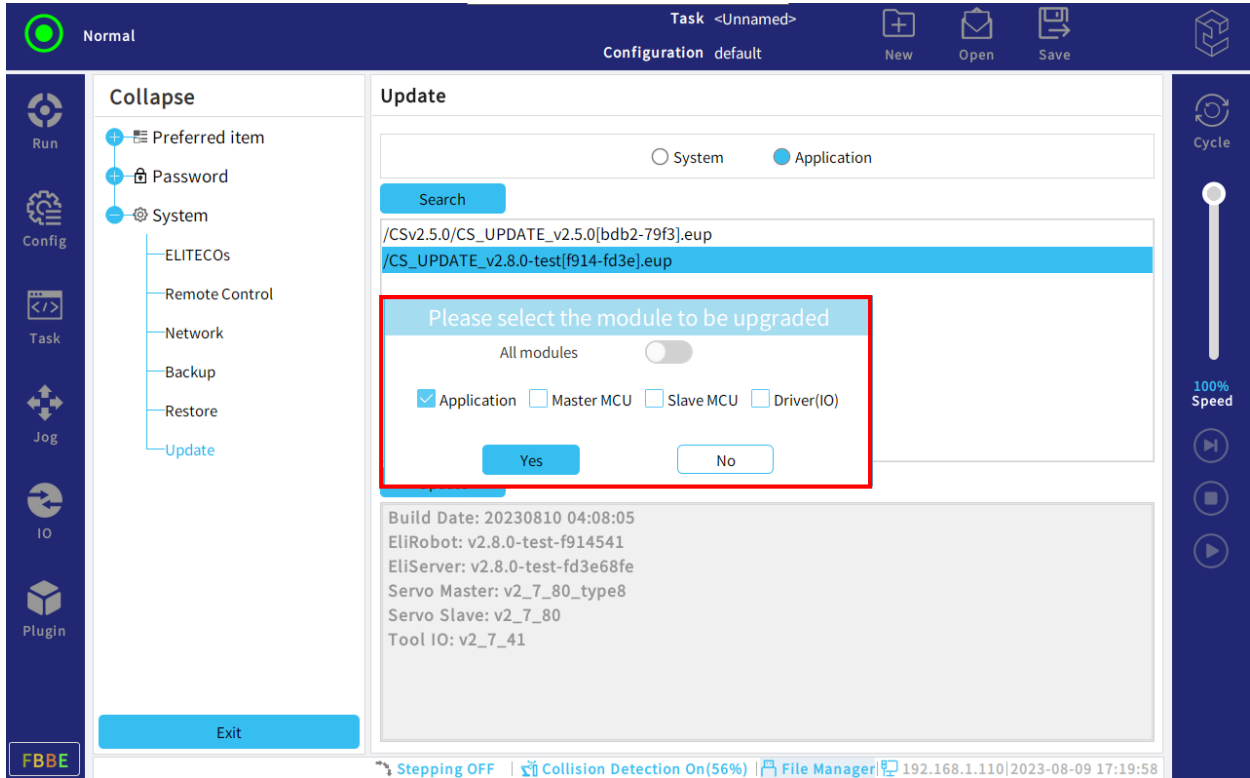 Normal
Task <Unnamed>
Configuration default
New
Open
Save
Run
Config
Task
Jog
IO
Plugin
FBBE
Collapse
Preferred item
Password
System
ELITECOs
Remote Control
Network
Backup
Restore
Update
Exit
Update
System Application
Search
/CSv2.5.0/CS_UPDATE_v2.5.0[bdb2-79f3].eup
/CS_UPDATE_v2.8.0-test[f914-fd3e].eup
Please select the module to be upgraded
All modules
Application Master MCU Slave MCU Driver(IO)
Yes No
Build Date: 20230810 04:08:05
EliRobot: v2.8.0-test-f914541
EliServer: v2.8.0-test-fd3e68fe
Servo Master: v2_7_80_type8
Servo Slave: v2_7_80
Tool IO: v2_7_41
Cycle
100%
Speed
Stepping OFF | Collision Detection On(56%) | File Manager | 192.168.1.110|2023-08-09 17:19:58